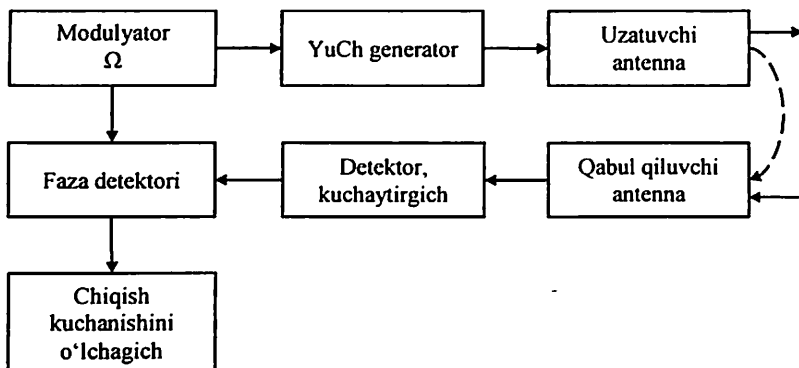 Modulyator
Ω
YuCh generator
Uzatuvchi
antenna
Faza detektori
Detektor,
kuchaytirgich
Qabul qiluvchi
antenna
Chiqish
kuchanishini
o‘lchagich